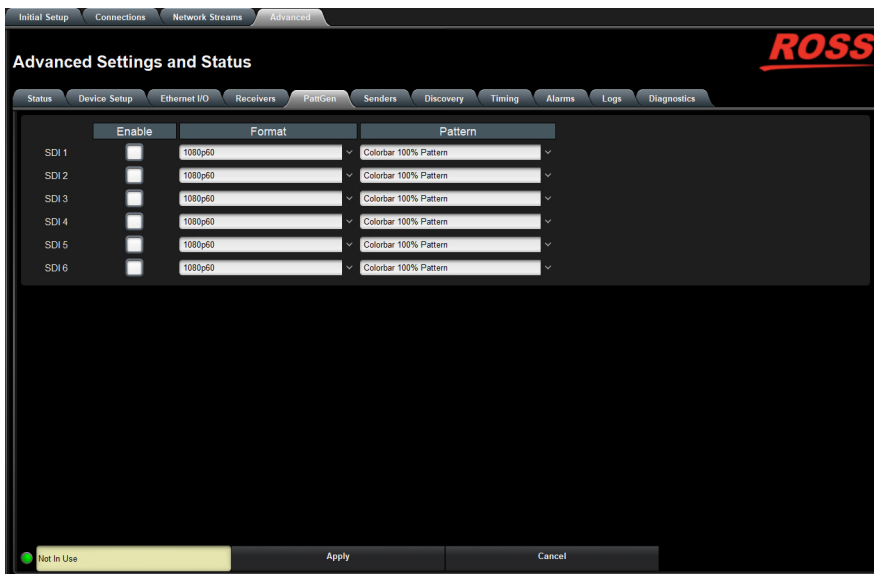 Initial Setup Connections Network Streams Advanced
ROSS
Advanced Settings and Status
Status Device Setup Ethernet I/O Receivers PattGen Senders Discovery Timing Alarms Logs Diagnostics
Enable Format Pattern
SDI 1 1080p60 Colorbar 100% Pattern
SDI 2 1080p60 Colorbar 100% Pattern
SDI 3 1080p60 Colorbar 100% Pattern
SDI 4 1080p60 Colorbar 100% Pattern
SDI 5 1080p60 Colorbar 100% Pattern
SDI 6 1080p60 Colorbar 100% Pattern
Not In Use Apply Cancel